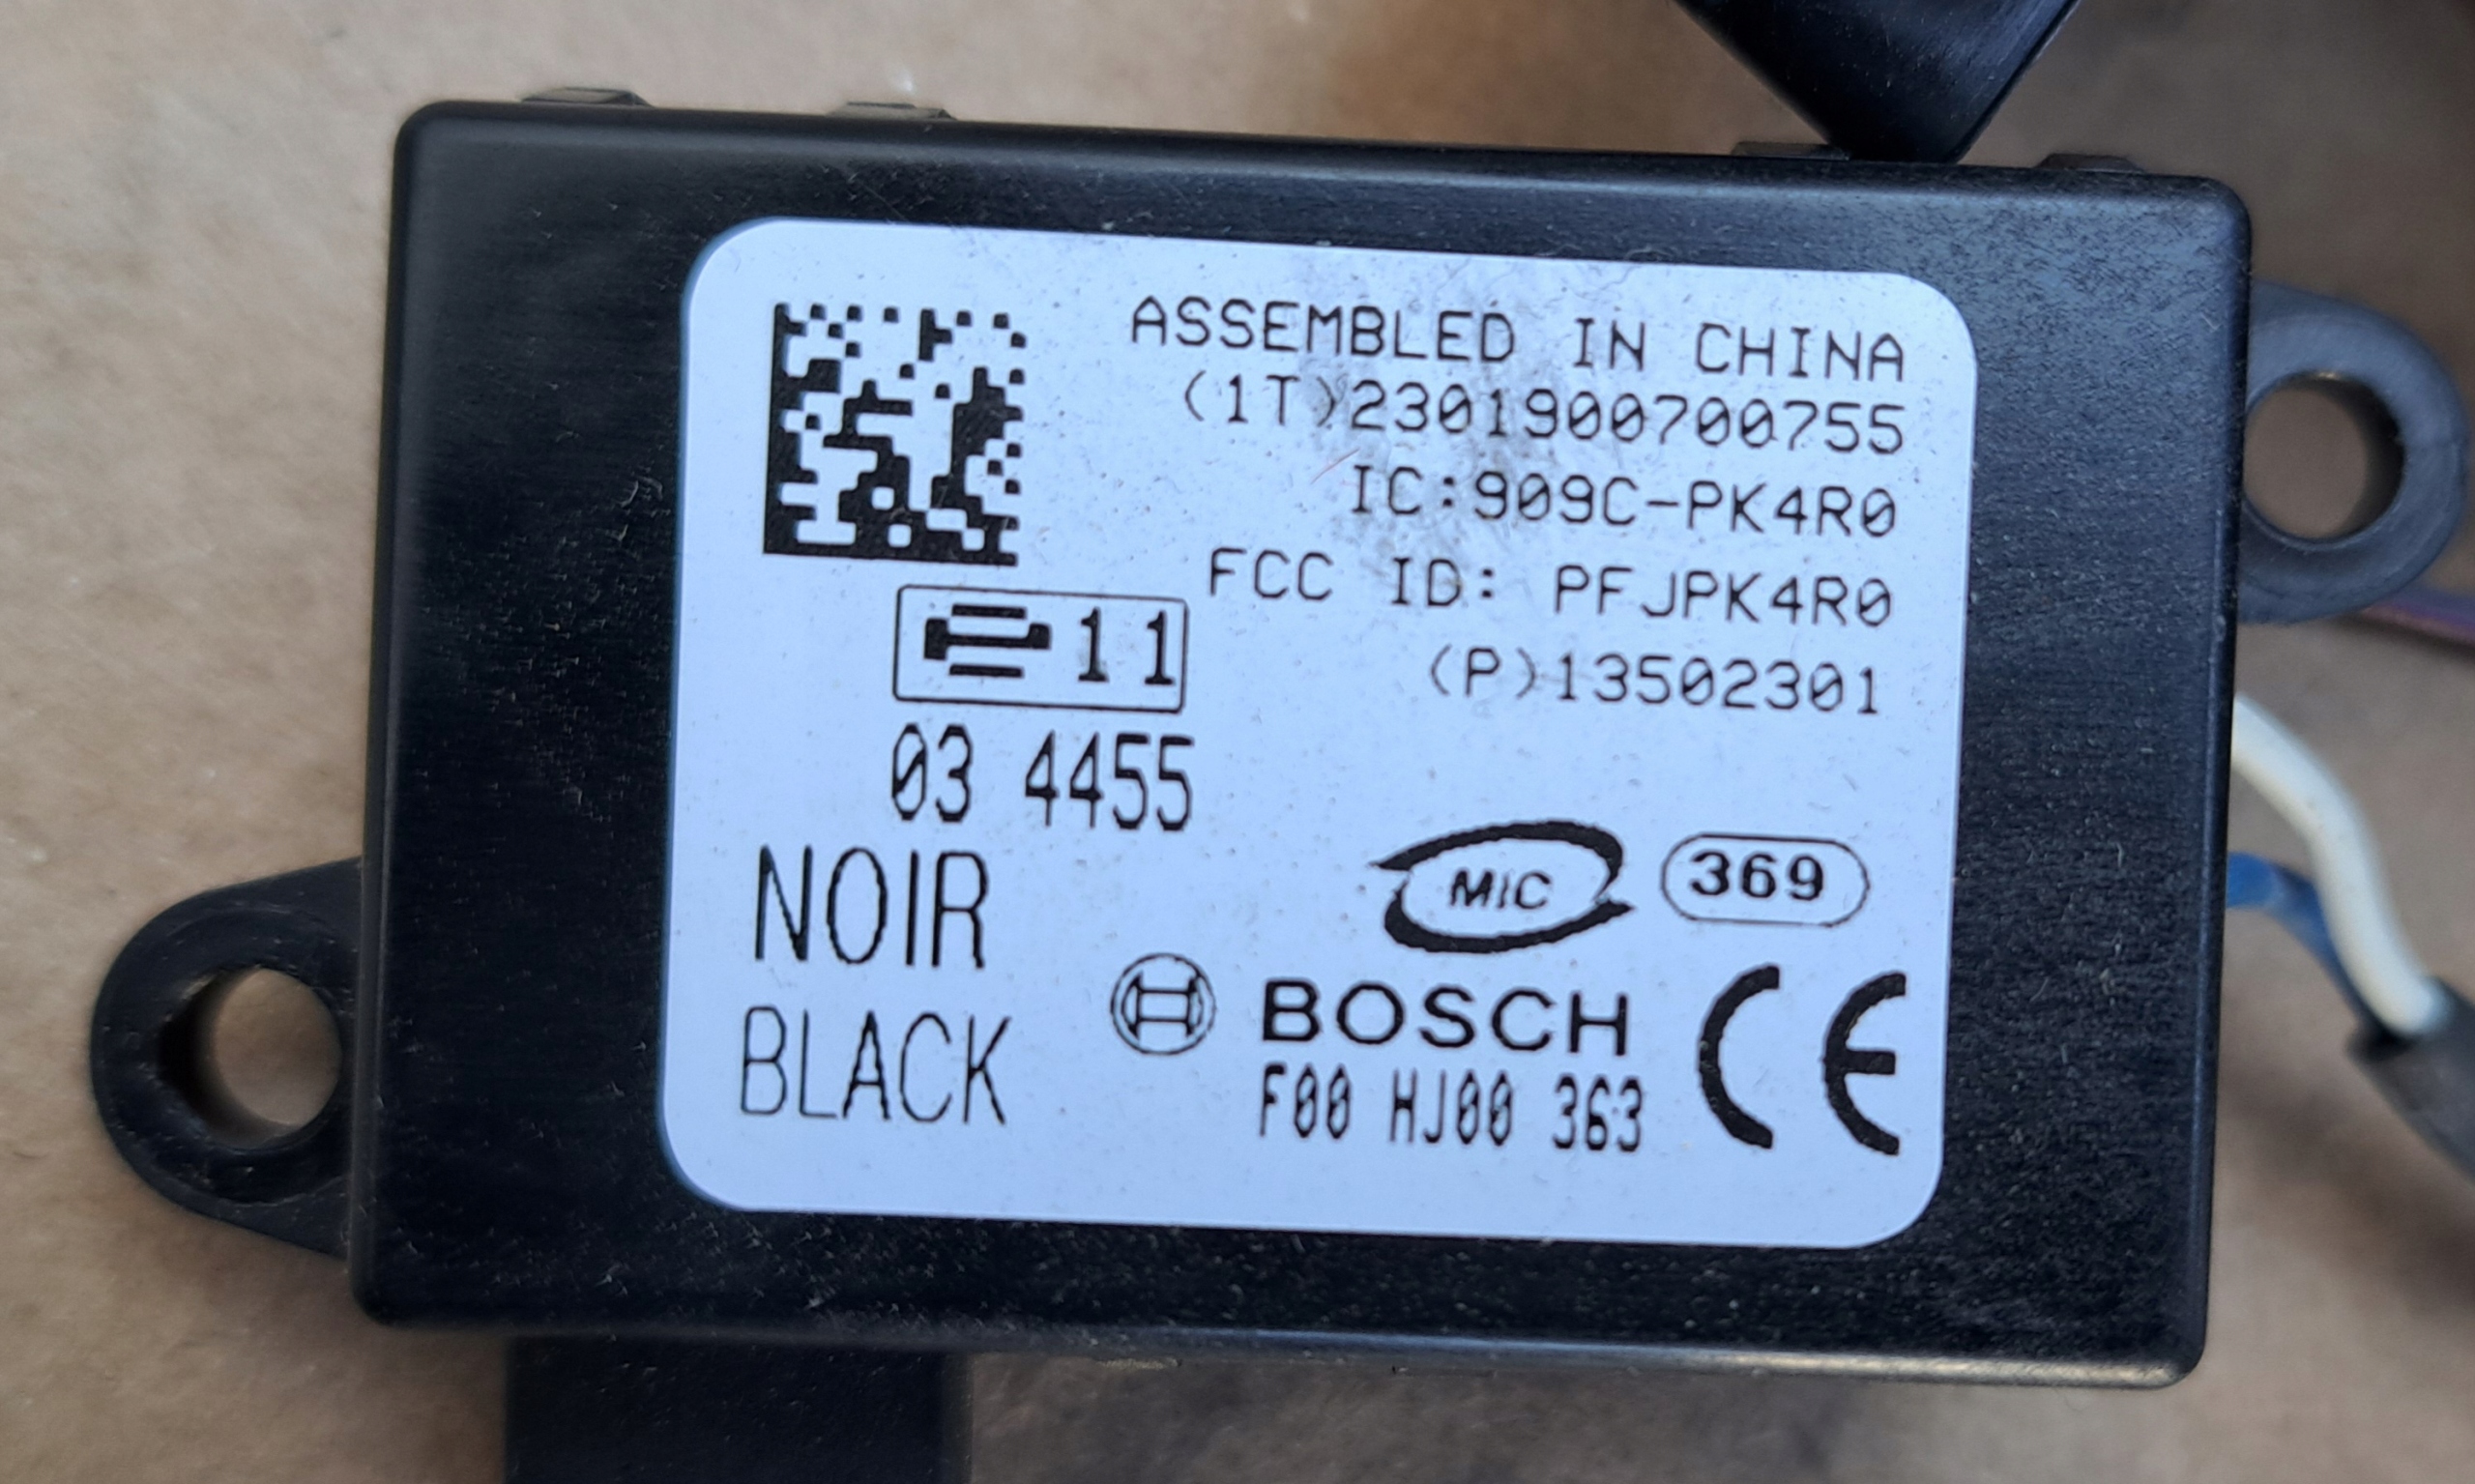 ASSEMBLED IN CHINA
(1T)2301900700755
IC:909C-PK4R0
FCC ID: PFJPK4R0
(P)13502301
11
03 4455
NOIR
BLACK
MIC 369
BOSCH CE
F00 HJ00 363